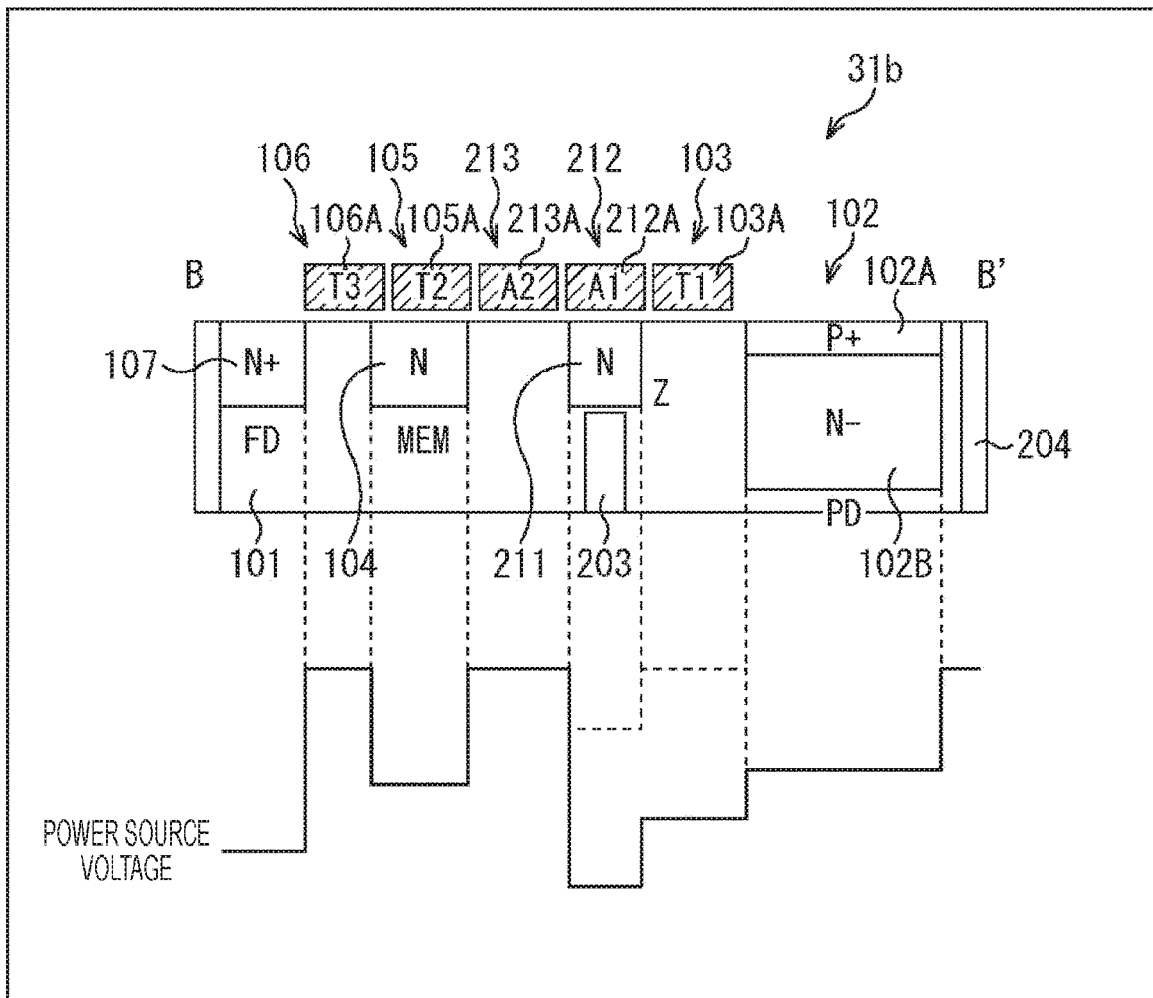 31b
106 105 213 212 103
106A 105A 213A 212A 103A 102
B T3 T2 A2 A1 T1 102A B'
107 N+ N N Z P+
FD MEM N- 204
PD
101 104 211 203 102B
POWER SOURCE
VOLTAGE